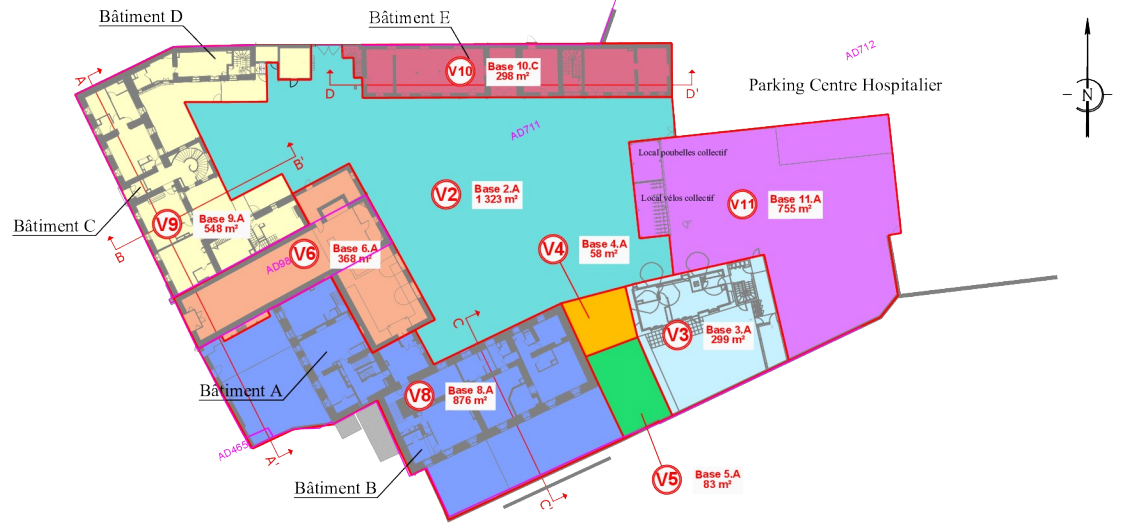 Bâtiment D
Bâtiment E
AD712
Parking Centre Hospitalier
N
A
V10
Base 10.C
298 m²
D
D'
AD711
Local poubelles collectif
B'
Local vélos collectif
V2
Base 2.A
1 323 m²
V11
Base 11.A
755 m²
Bâtiment C
V9
Base 9.A
548 m²
B
V6
Base 6.A
368 m²
AD98
V4
Base 4.A
58 m²
C
V3
Base 3.A
299 m²
Bâtiment A
V8
Base 8.A
876 m²
AD465
A'
Bâtiment B
V5
Base 5.A
83 m²
C'